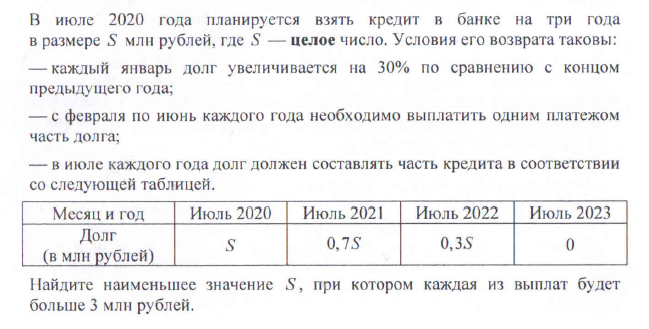 В июле 2020 года планируется взять кредит в банке на три года
в размере S млн рублей, где S — целое число. Условия его возврата таковы:
— каждый январь долг увеличивается на 30% по сравнению с концом
предыдущего года;
— с февраля по июнь каждого года необходимо выплатить одним платежом
часть долга;
— в июле каждого года долг должен составлять часть кредита в соответствии
со следующей таблицей.
Месяц и год Июль 2020 Июль 2021 Июль 2022 Июль 2023
Долг
(в млн рублей) S 0,7S 0,3S 0
Найдите наименьшее значение S, при котором каждая из выплат будет
больше 3 млн рублей.